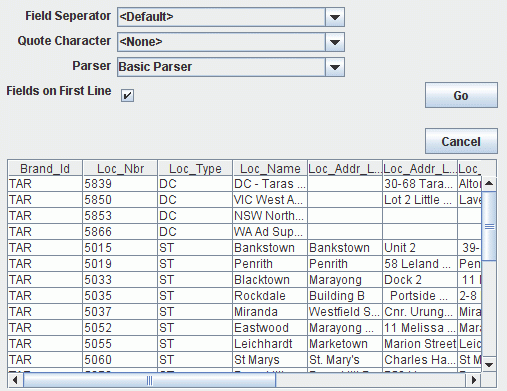 Field Seperator <Default>
Quote Character <None>
Parser Basic Parser
Fields on First Line
Go
Cancel
Brand_Id Loc_Nbr Loc_Type Loc_Name Loc_Addr_L... Loc_Addr_L... Loc_
TAR 5839 DC DC - Taras ... 30-68 Tara... Alto
TAR 5850 DC VIC West A... Lot 2 Little ... Lave
TAR 5853 DC NSW North...
TAR 5866 DC WA Ad Sup...
TAR 5015 ST Bankstown Bankstown Unit 2 39-
TAR 5019 ST Penrith Penrith 58 Leland ... Pen
TAR 5033 ST Blacktown Marayong Dock 2 11
TAR 5035 ST Rockdale Building B Portside ... 2-8
TAR 5037 ST Miranda Westfield S... Cnr. Urung... Mira
TAR 5052 ST Eastwood Marayong ... 11 Melissa ... Mara
TAR 5055 ST Leichhardt Marketown Marion Street Leic
TAR 5060 ST St Marys St. Mary's Charles Ha... St M